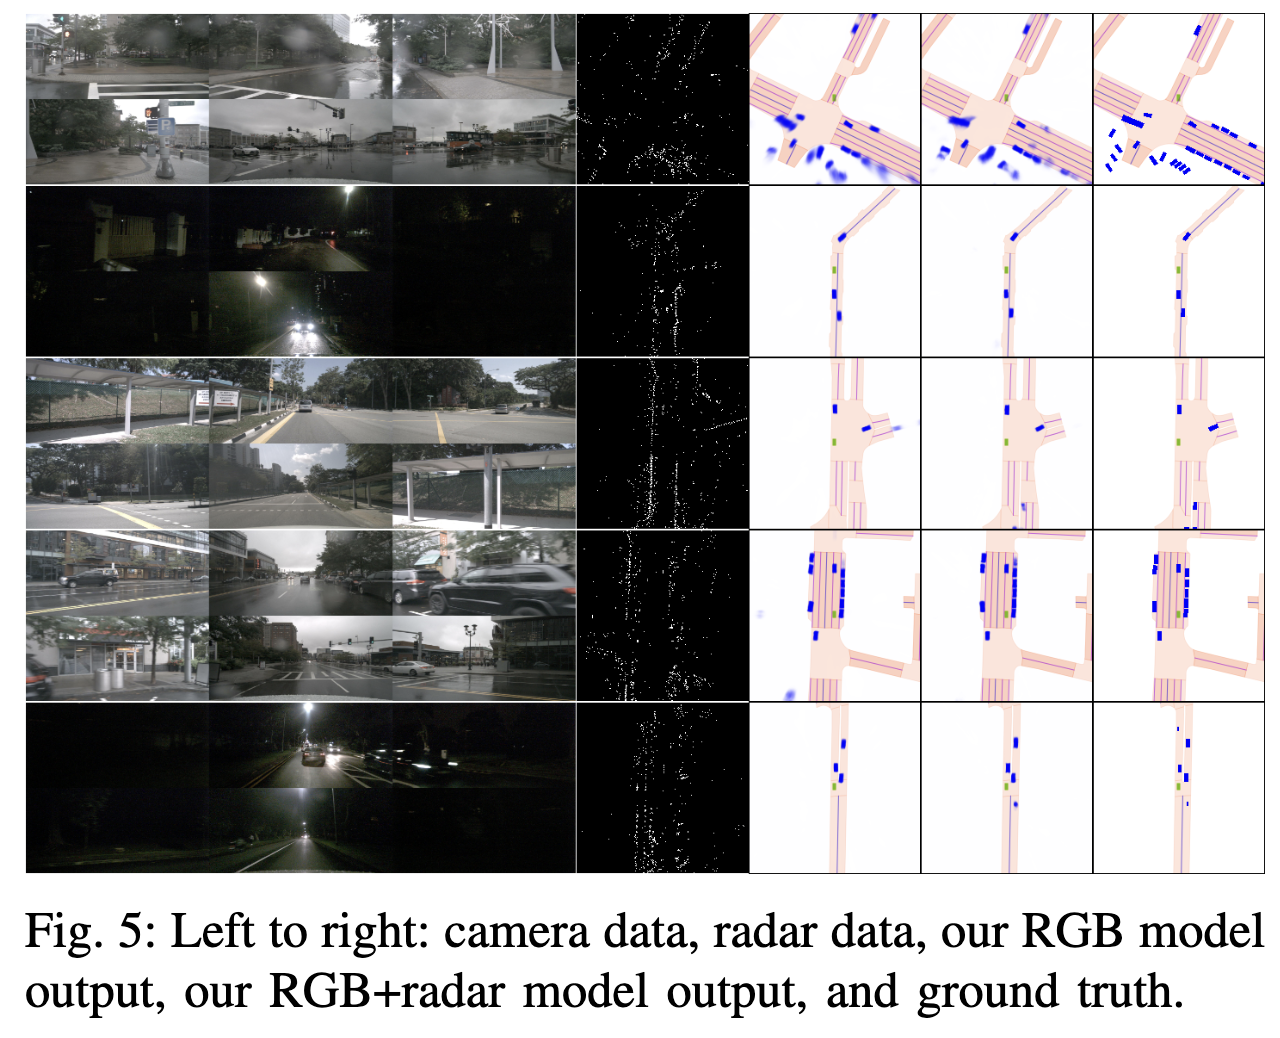 P
Fig. 5: Left to right: camera data, radar data, our RGB model
output, our RGB+radar model output, and ground truth.